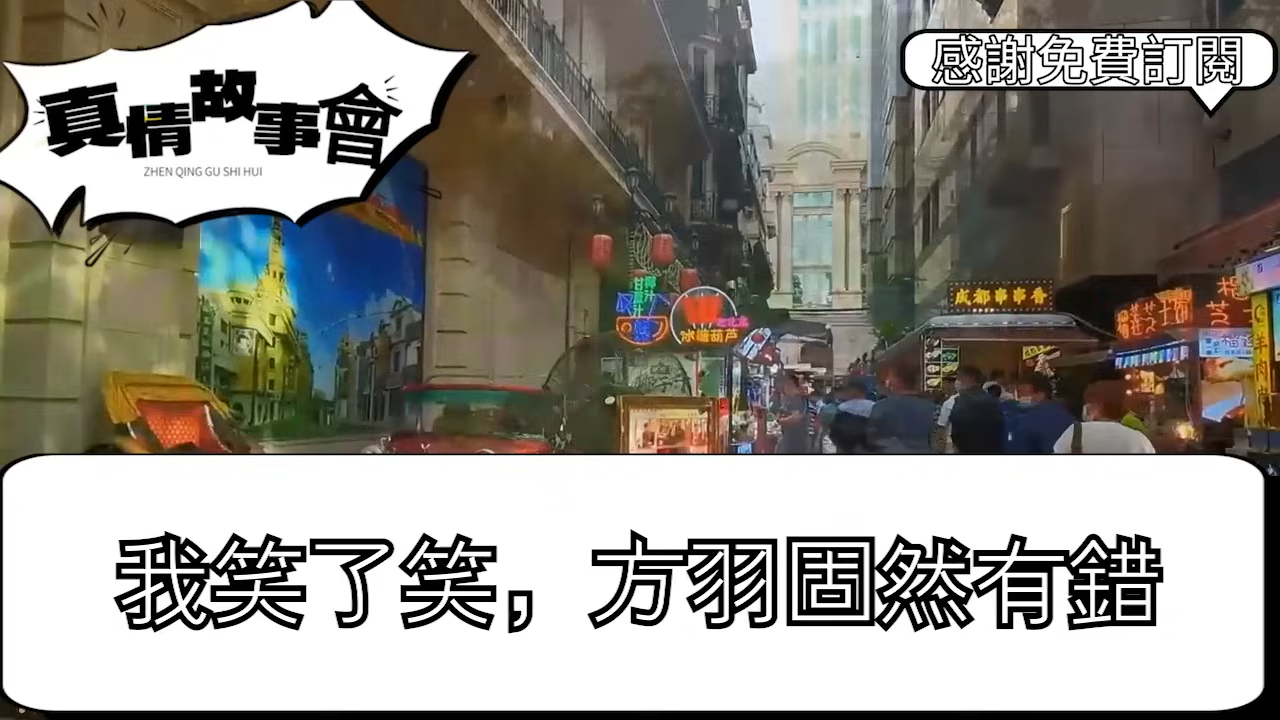 真情故事會
ZHEN QING GU SHI HUI
感謝免費訂閱
成都串串香
冰糖葫芦
我笑了笑，方羽固然有錯